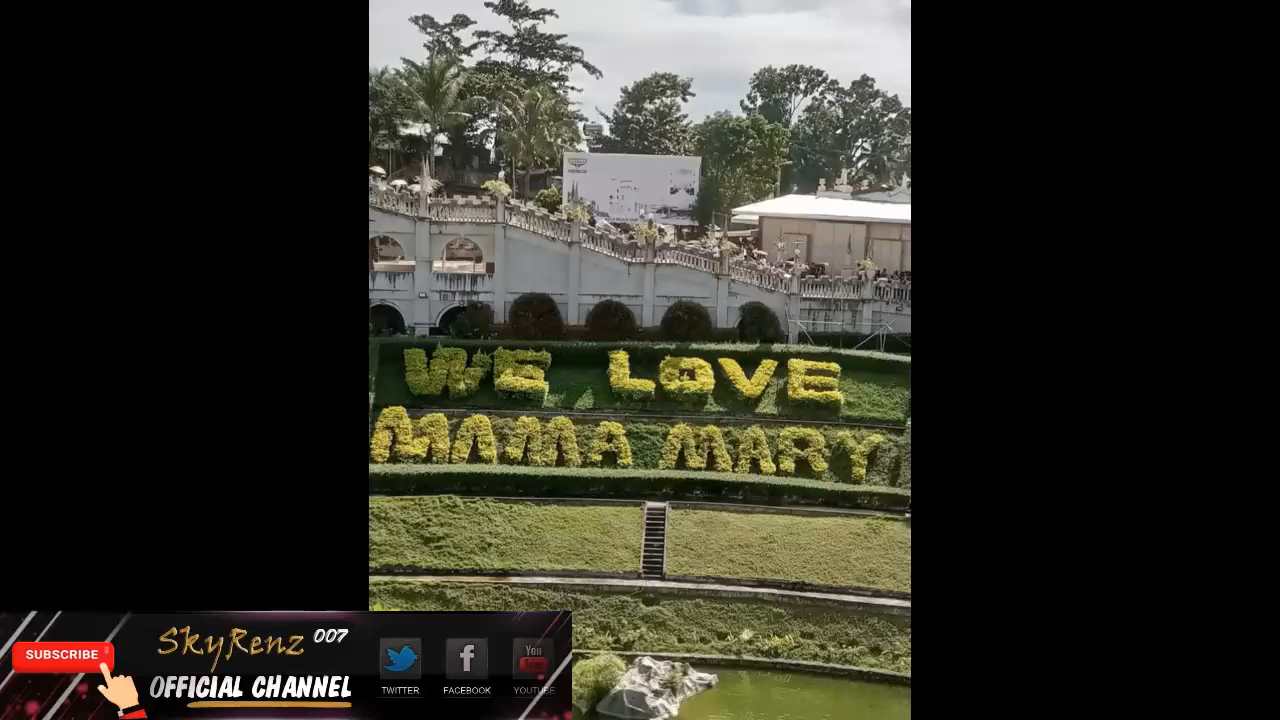 WE LOVE
MAMA MARY
SUBSCRIBE
SkyRenz 007
OFFICIAL CHANNEL
TWITTER
FACEBOOK
You
Tube
YOUTUBE